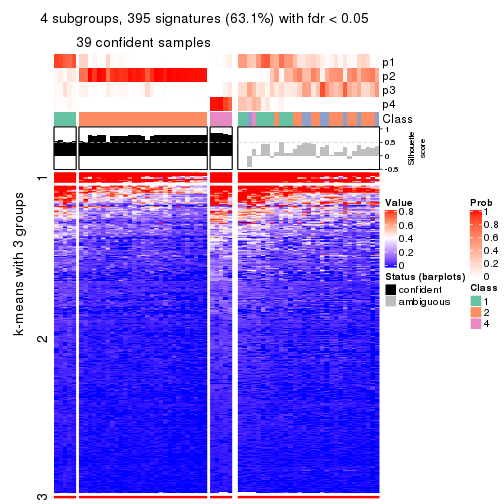 4 subgroups, 395 signatures (63.1%) with fdr < 0.05
39 confident samples
p1
p2
p3
p4
Class
1
0.5
0
-0.5
Silhouette
score
k-means with 3 groups
1
2
3
Value
0.8
0.6
0.4
0.2
0
Status (barplots)
confident
ambiguous
Prob
1
0.8
0.6
0.4
0.2
0
Class
1
2
4